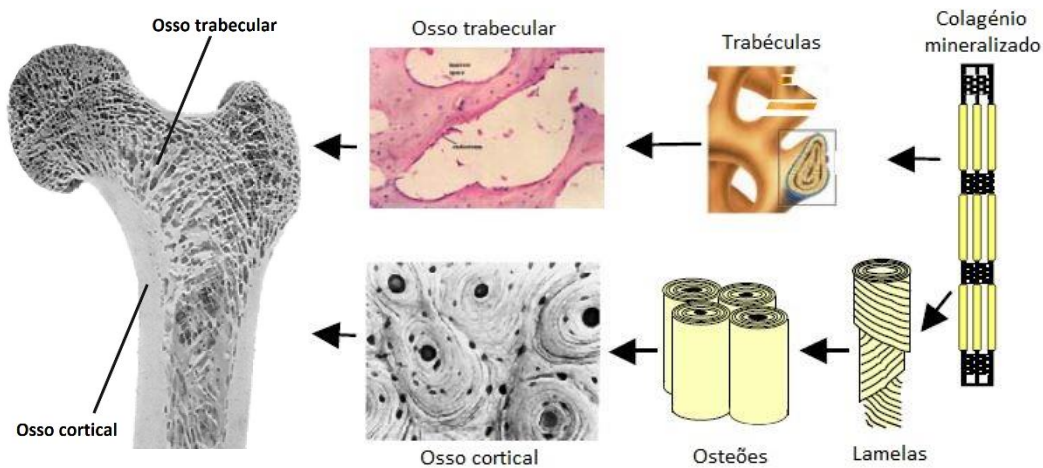 Osso trabecular
Osso trabecular
Trabéculas
Colagénio
mineralizado
Osso cortical
Osso cortical
Osteões
Lamelas